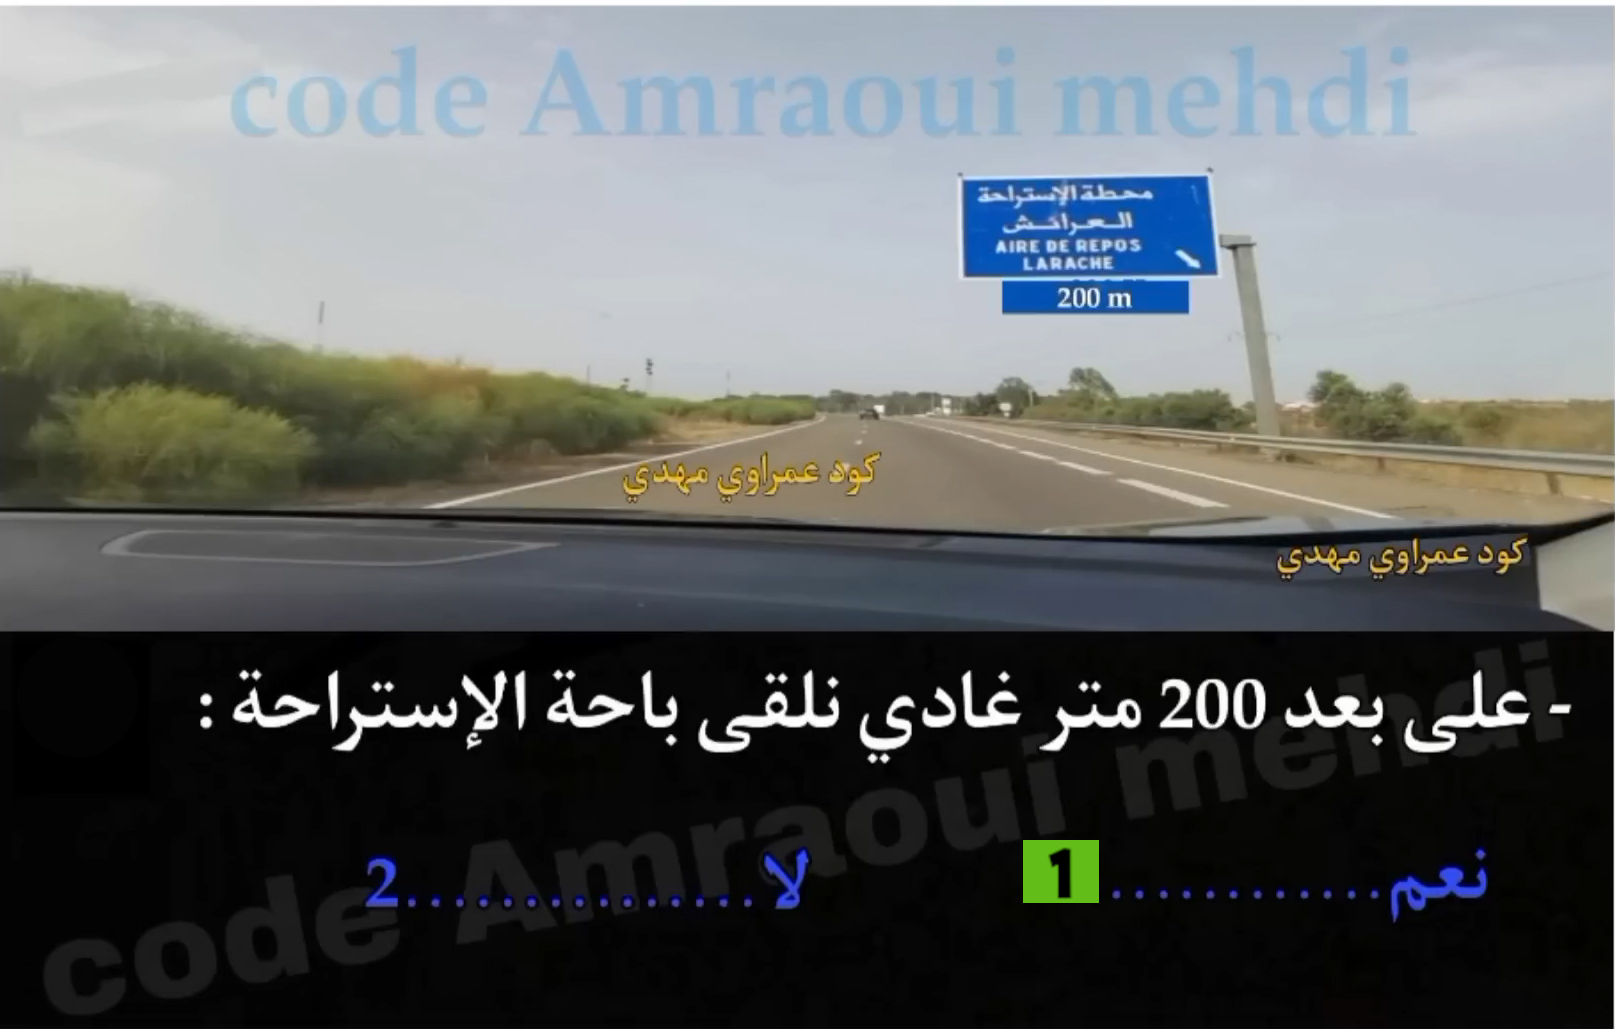 code Amraoui mehdi
محطة الإستراحة
العرائش
AIRE DE REPOS
LARACHE
200 m
كود عمراوي مهدي
كود عمراوي مهدي
- على بعد 200 متر غادي نلقى باحة الإستراحة :
نعم ............ 1
لا ............... 2
code Amraoui mehdi